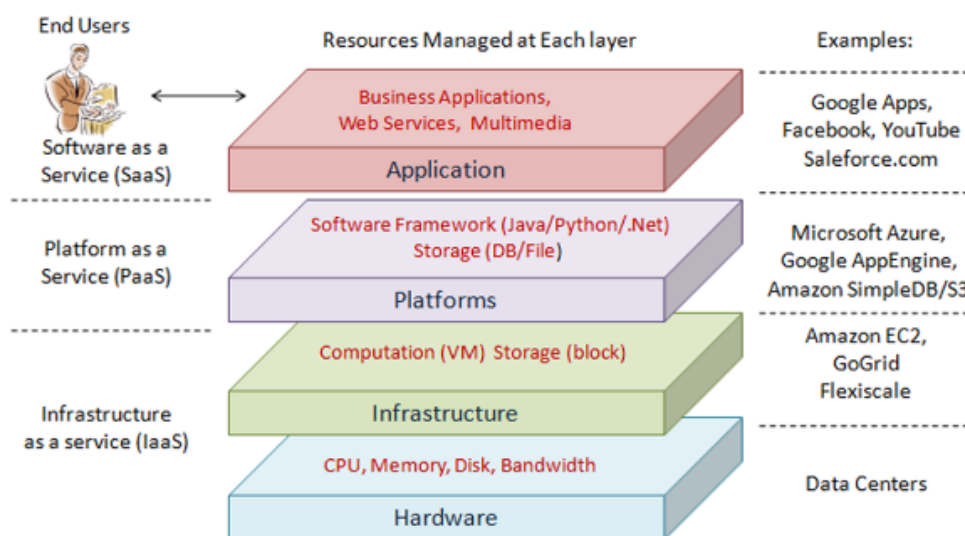 End Users
Resources Managed at Each layer
Examples:
Business Applications,
Web Services, Multimedia
Application
Software as a
Service (SaaS)
Google Apps,
Facebook, YouTube
Saleforce.com
Platform as a
Service (PaaS)
Software Framework (Java/Python/.Net)
Storage (DB/File)
Platforms
Microsoft Azure,
Google AppEngine,
Amazon SimpleDB/S3
Infrastructure
as a service (IaaS)
Computation (VM) Storage (block)
Infrastructure
Amazon EC2,
GoGrid
Flexiscale
CPU, Memory, Disk, Bandwidth
Hardware
Data Centers